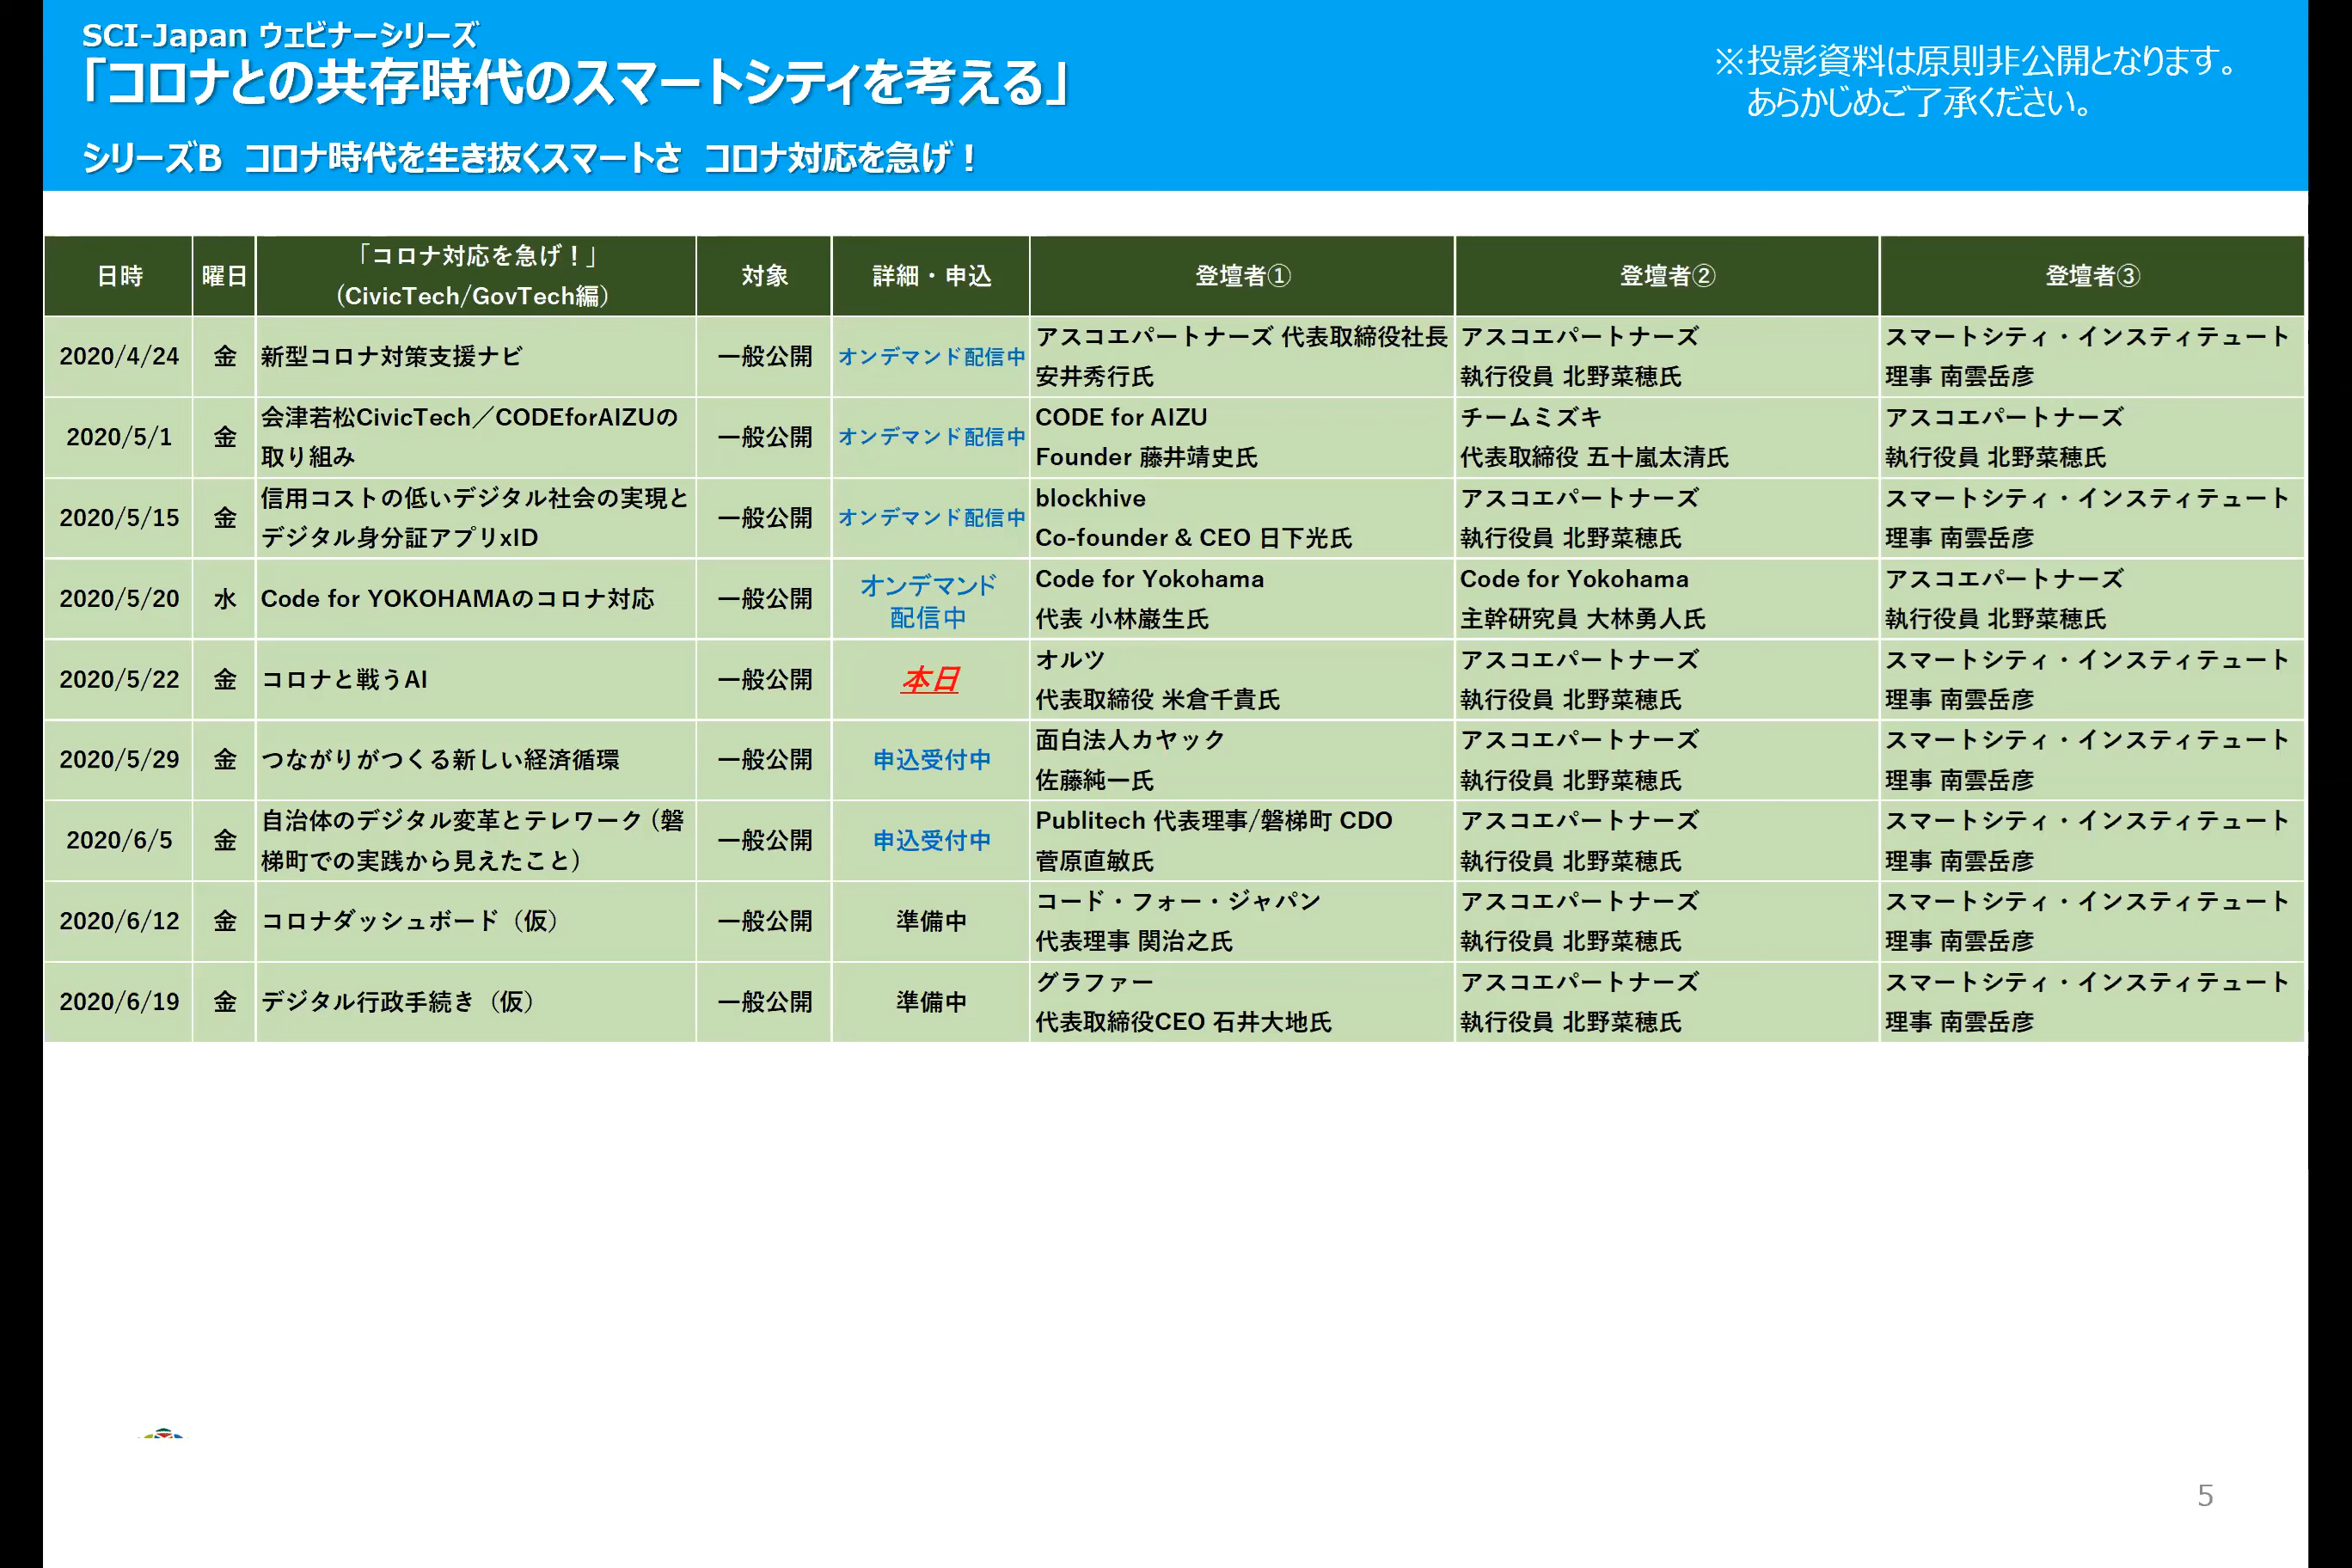 SCI-Japan ウェビナーシリーズ
「コロナとの共存時代のスマートシティを考える」
シリーズB コロナ時代を生き抜くスマートさ コロナ対応を急げ！
※投影資料は原則非公開となります。
あらかじめご了承ください。
日時
曜日
「コロナ対応を急げ！」
（CivicTech/GovTech編）
対象
詳細・申込
登壇者①
登壇者②
登壇者③
2020/4/24
金
新型コロナ対策支援ナビ
一般公開
オンデマンド配信中
アスコエパートナーズ 代表取締役社長
安井秀行氏
アスコエパートナーズ
執行役員 北野菜穂氏
スマートシティ・インスティテュート
理事 南雲岳彦
2020/5/1
金
会津若松CivicTech／CODEforAIZUの
取り組み
一般公開
オンデマンド配信中
CODE for AIZU
Founder 藤井靖史氏
チームミズキ
代表取締役 五十嵐太清氏
アスコエパートナーズ
執行役員 北野菜穂氏
2020/5/15
金
信用コストの低いデジタル社会の実現と
デジタル身分証アプリxID
一般公開
オンデマンド配信中
blockhive
Co-founder & CEO 日下光氏
アスコエパートナーズ
執行役員 北野菜穂氏
スマートシティ・インスティテュート
理事 南雲岳彦
2020/5/20
水
Code for YOKOHAMAのコロナ対応
一般公開
オンデマンド
配信中
Code for Yokohama
代表 小林巌生氏
Code for Yokohama
主幹研究員 大林勇人氏
アスコエパートナーズ
執行役員 北野菜穂氏
2020/5/22
金
コロナと戦うAI
一般公開
本日
オルツ
代表取締役 米倉千貴氏
アスコエパートナーズ
執行役員 北野菜穂氏
スマートシティ・インスティテュート
理事 南雲岳彦
2020/5/29
金
つながりがつくる新しい経済循環
一般公開
申込受付中
面白法人カヤック
佐藤純一氏
アスコエパートナーズ
執行役員 北野菜穂氏
スマートシティ・インスティテュート
理事 南雲岳彦
2020/6/5
金
自治体のデジタル変革とテレワーク（磐
梯町での実践から見えたこと）
一般公開
申込受付中
Publitech 代表理事/磐梯町 CDO
菅原直敏氏
アスコエパートナーズ
執行役員 北野菜穂氏
スマートシティ・インスティテュート
理事 南雲岳彦
2020/6/12
金
コロナダッシュボード（仮）
一般公開
準備中
コード・フォー・ジャパン
代表理事 関治之氏
アスコエパートナーズ
執行役員 北野菜穂氏
スマートシティ・インスティテュート
理事 南雲岳彦
2020/6/19
金
デジタル行政手続き（仮）
一般公開
準備中
グラファー
代表取締役CEO 石井大地氏
アスコエパートナーズ
執行役員 北野菜穂氏
スマートシティ・インスティテュート
理事 南雲岳彦
5